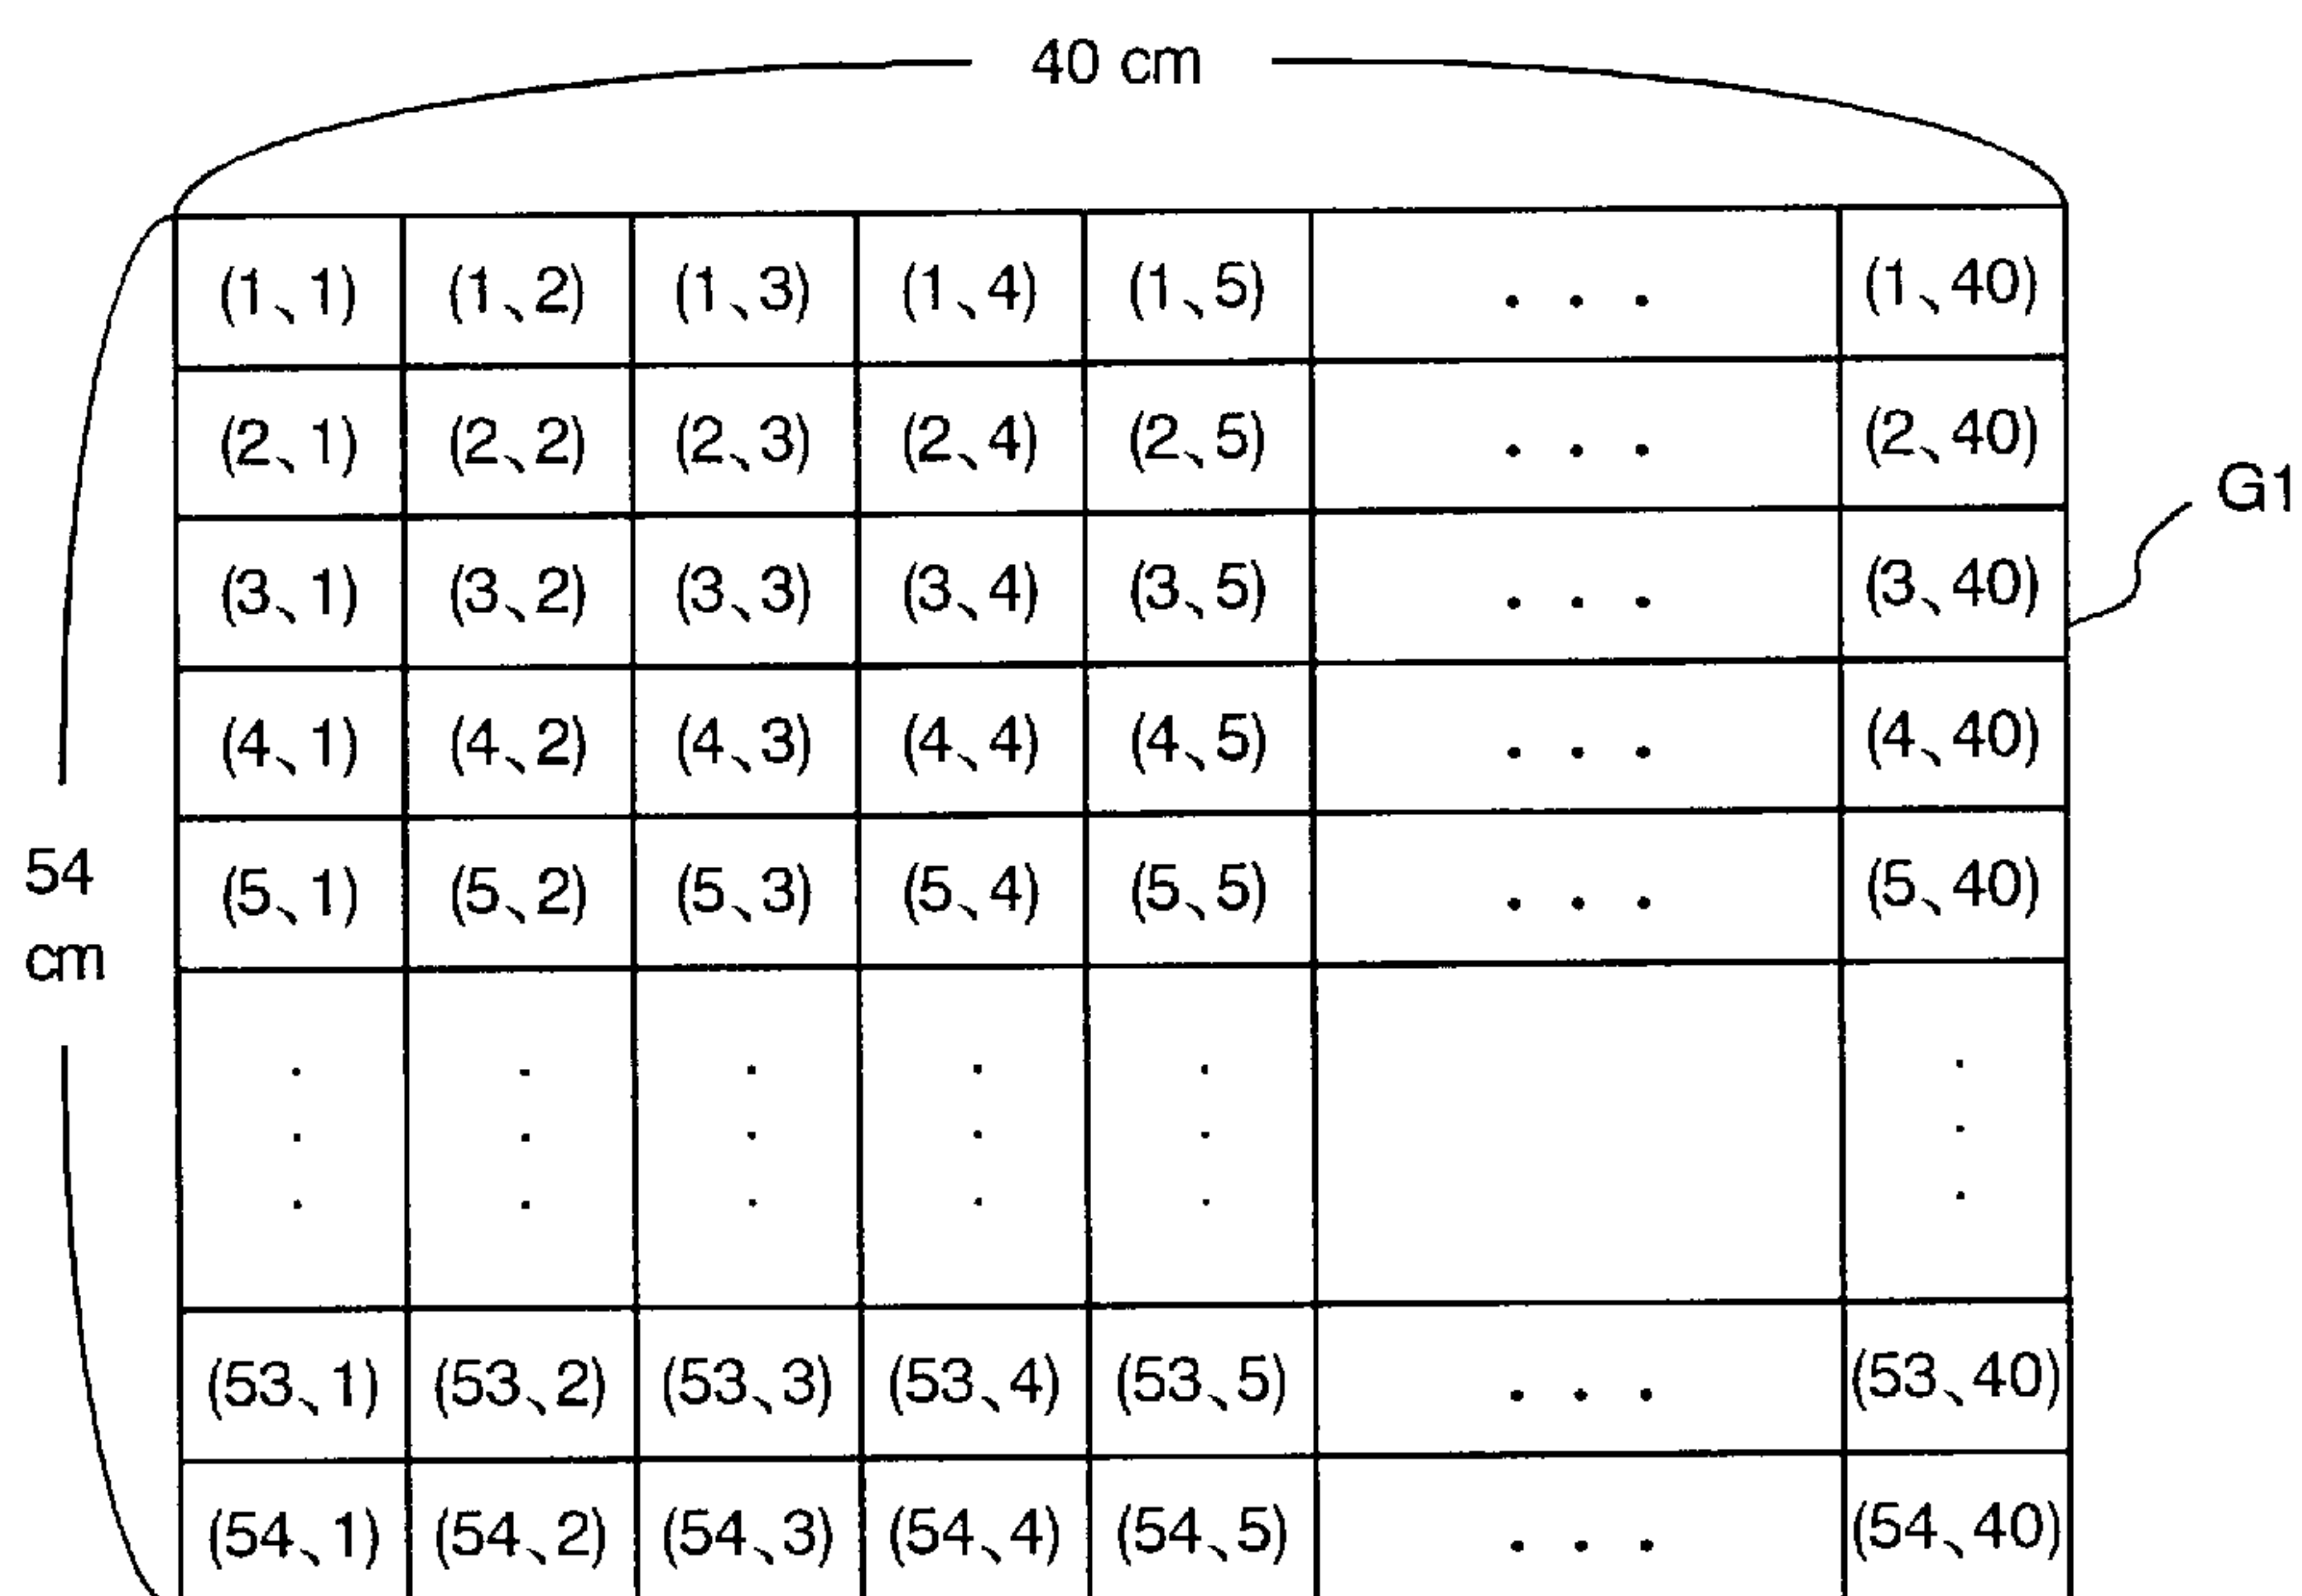 40 cm
(1、1) (1、2) (1、3) (1、4) (1、5) ・・・ (1、40)
(2、1) (2、2) (2、3) (2、4) (2、5) ・・・ (2、40)
G1
(3、1) (3、2) (3、3) (3、4) (3、5) ・・・ (3、40)
(4、1) (4、2) (4、3) (4、4) (4、5) ・・・ (4、40)
54
cm
(5、1) (5、2) (5、3) (5、4) (5、5) ・・・ (5、40)
(53、1) (53、2) (53、3) (53、4) (53、5) ・・・ (53、40)
(54、1) (54、2) (54、3) (54、4) (54、5) ・・・ (54、40)